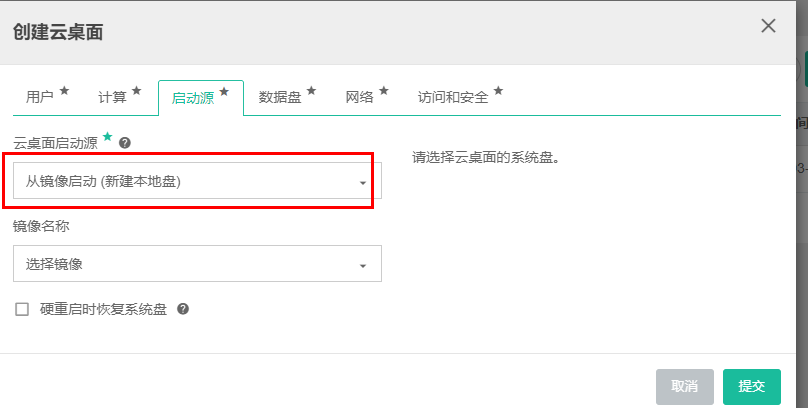 创建云桌面
用户 计算 启动源 数据盘 网络 访问和安全
云桌面启动源
请选择云桌面的系统盘。
从镜像启动 (新建本地盘)
镜像名称
选择镜像
硬重启时恢复系统盘
取消 提交
间
3-